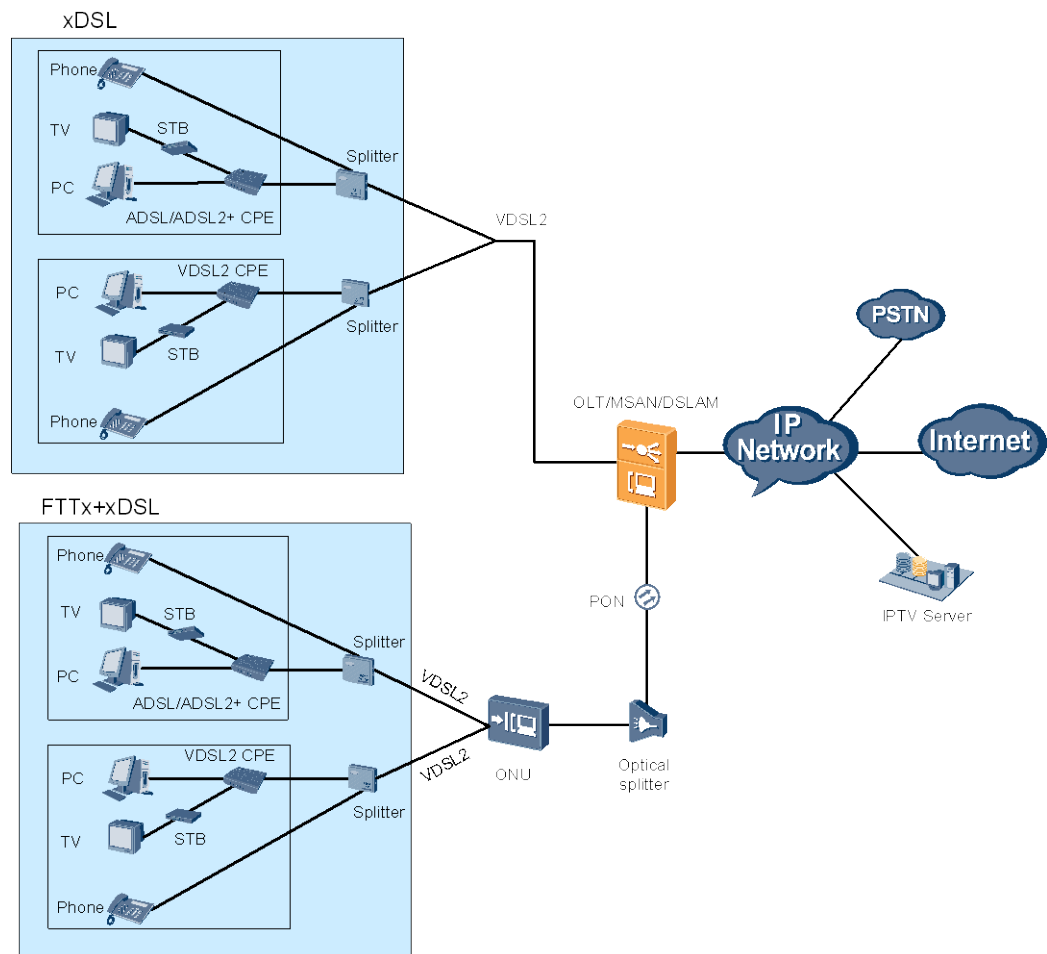 xDSL
Phone
TV
STB
PC
ADSL/ADSL2+ CPE
Splitter
VDSL2
VDSL2 CPE
PC
TV
STB
Phone
Splitter
OLT/MSAN/DSLAM
PSTN
IP
Network
Internet
IPTV Server
FTTx+xDSL
Phone
TV
STB
PC
ADSL/ADSL2+ CPE
Splitter
VDSL2
VDSL2
VDSL2 CPE
PC
TV
STB
Phone
Splitter
ONU
Optical
splitter
PON